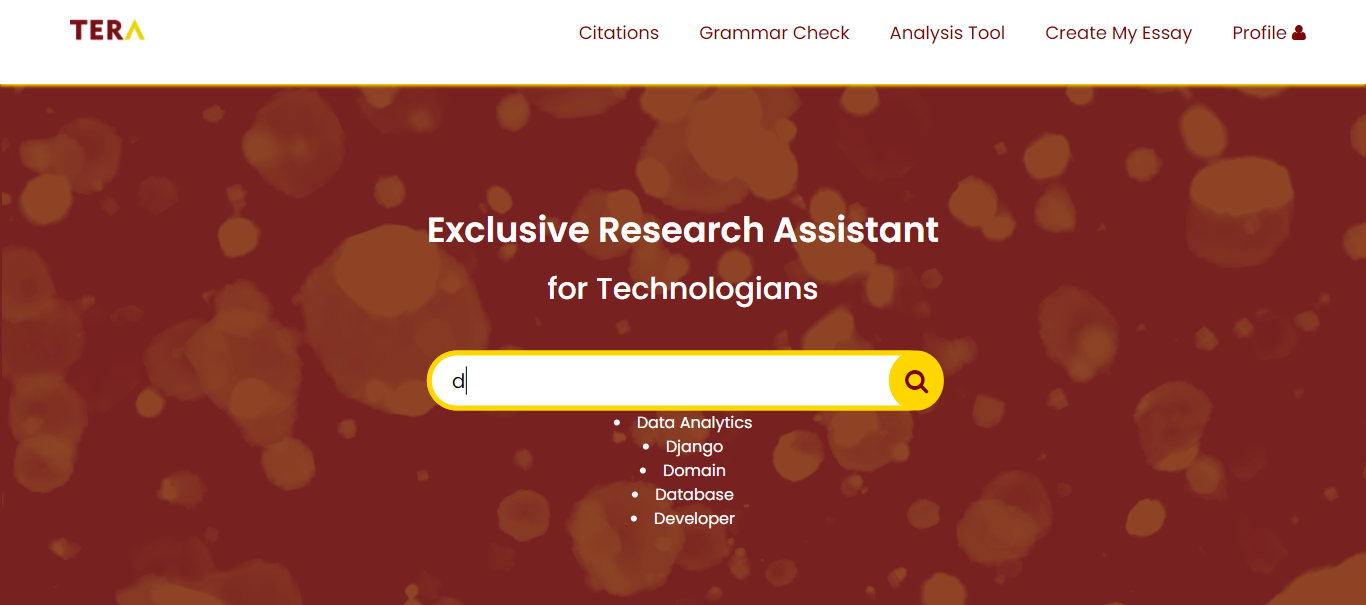 TERA
Citations Grammar Check Analysis Tool Create My Essay Profile
Exclusive Research Assistant
for Technologians
d
• Data Analytics
• Django
• Domain
• Database
• Developer